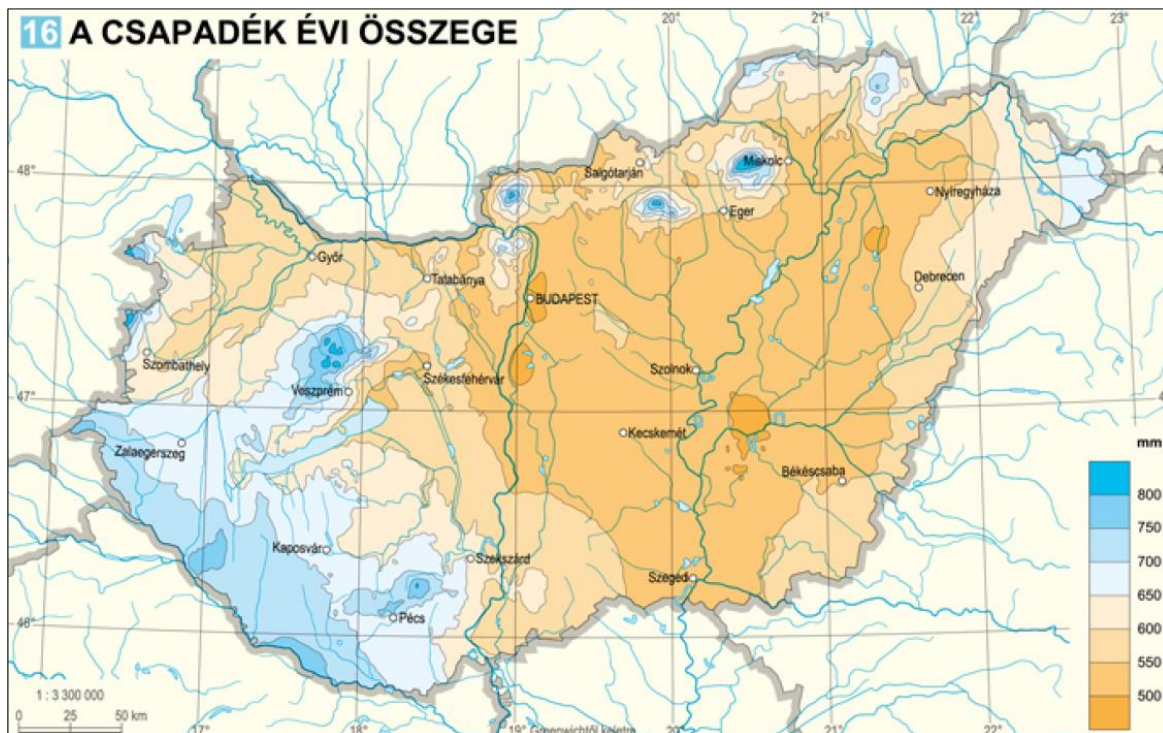 16 A CSAPADÉK ÉVI ÖSSZEGE
20° 21° 22° 23°
48°
Salgótarján
Miskolc
Eger
Nyíregyháza
Győr
Tatabánya
BUDAPEST
Debrecen
Szombathely
Veszprém
Székesfehérvár
Szolnok
47°
Zalaegerszeg
Kecskemét
Békéscsaba
Kaposvár
Szekszárd
Szeged
46°
Pécs
mm
800
750
700
650
600
550
500
1 : 3 300 000
0 25 50 km
17° 18° 19° Greenwichtől keletre 20° 21° 22°